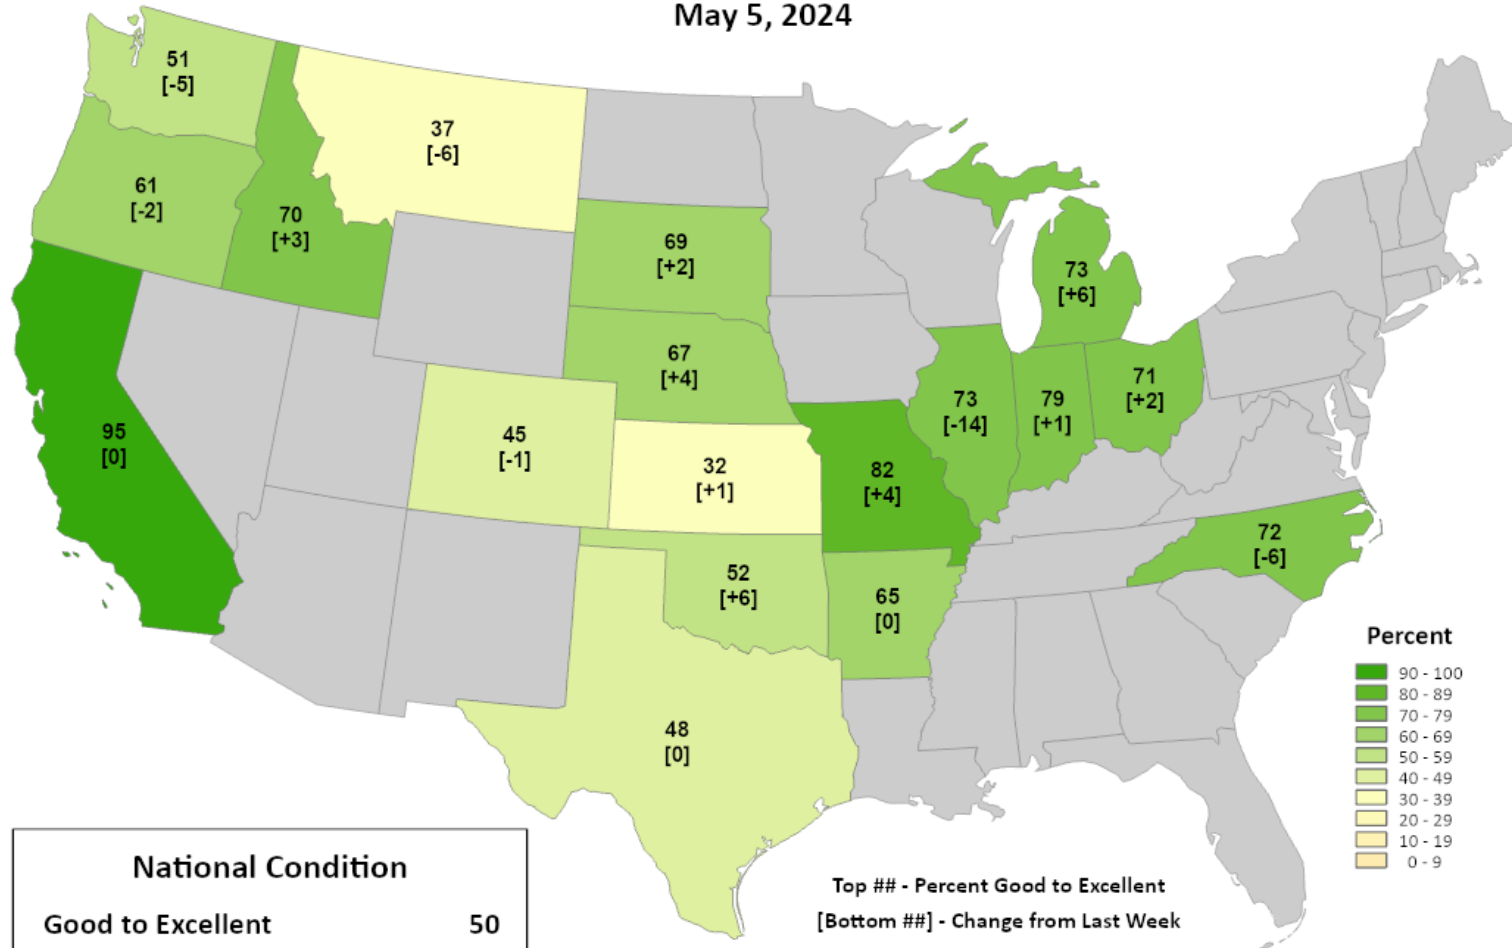 May 5, 2024
51
[-5]
37
[-6]
61
[-2]
70
[+3]
69
[+2]
73
[+6]
67
[+4]
95
[0]
45
[-1]
32
[+1]
82
[+4]
73
[-14]
79
[+1]
71
[+2]
52
[+6]
65
[0]
72
[-6]
48
[0]
Percent
90 - 100
80 - 89
70 - 79
60 - 69
50 - 59
40 - 49
30 - 39
20 - 29
10 - 19
0 - 9
National Condition
Good to Excellent 50
Top ## - Percent Good to Excellent
[Bottom ##] - Change from Last Week